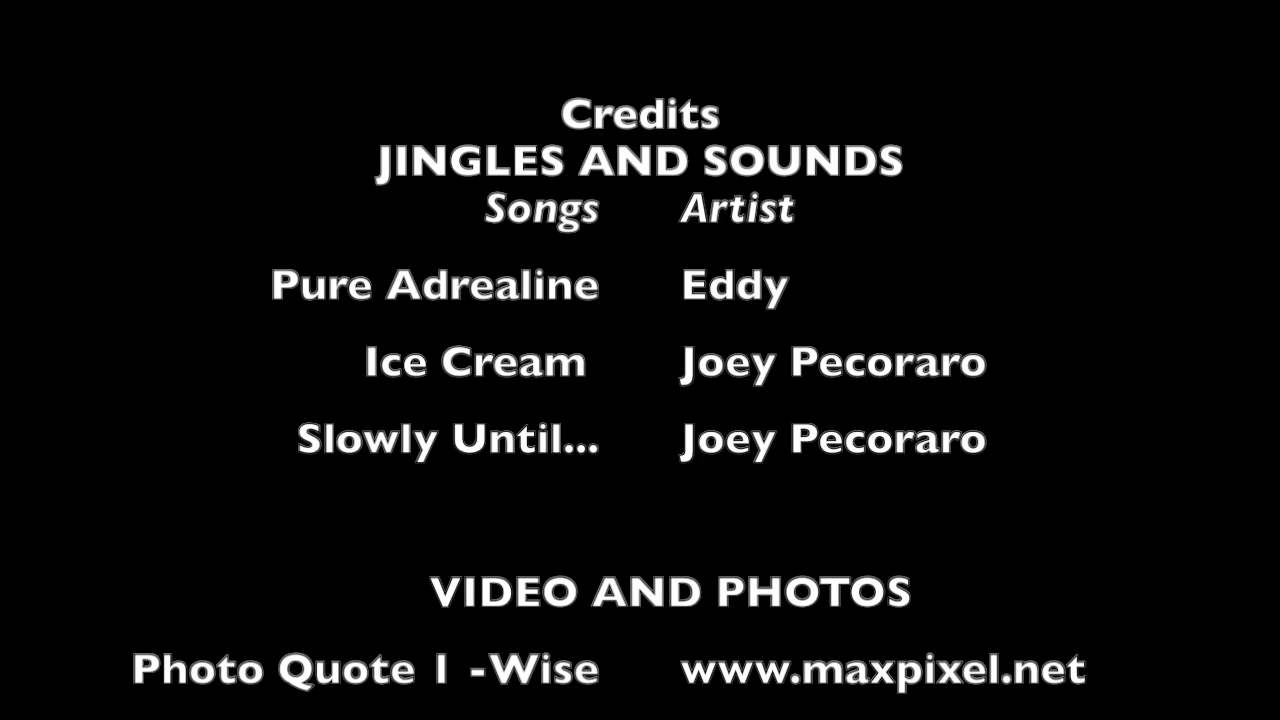 Credits
JINGLES AND SOUNDS
Songs Artist
Pure Adrealine Eddy
Ice Cream Joey Pecoraro
Slowly Until... Joey Pecoraro
VIDEO AND PHOTOS
Photo Quote 1 -Wise www.maxpixel.net